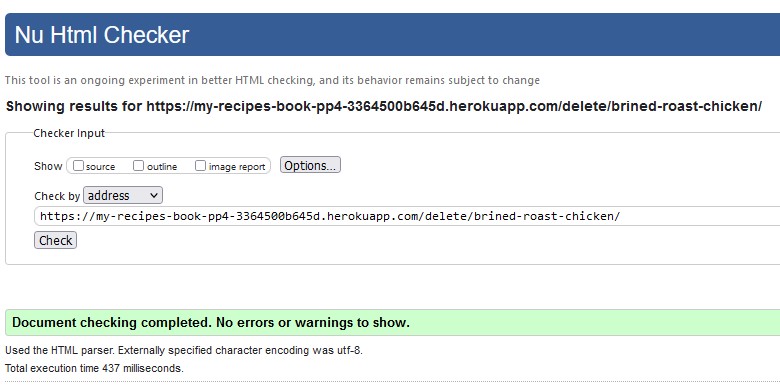 Nu Html Checker
This tool is an ongoing experiment in better HTML checking, and its behavior remains subject to change
Showing results for https://my-recipes-book-pp4-3364500b645d.herokuapp.com/delete/brined-roast-chicken/
Checker Input
Show source outline image report Options...
Check by address
https://my-recipes-book-pp4-3364500b645d.herokuapp.com/delete/brined-roast-chicken/
Check
Document checking completed. No errors or warnings to show.
Used the HTML parser. Externally specified character encoding was utf-8.
Total execution time 437 milliseconds.